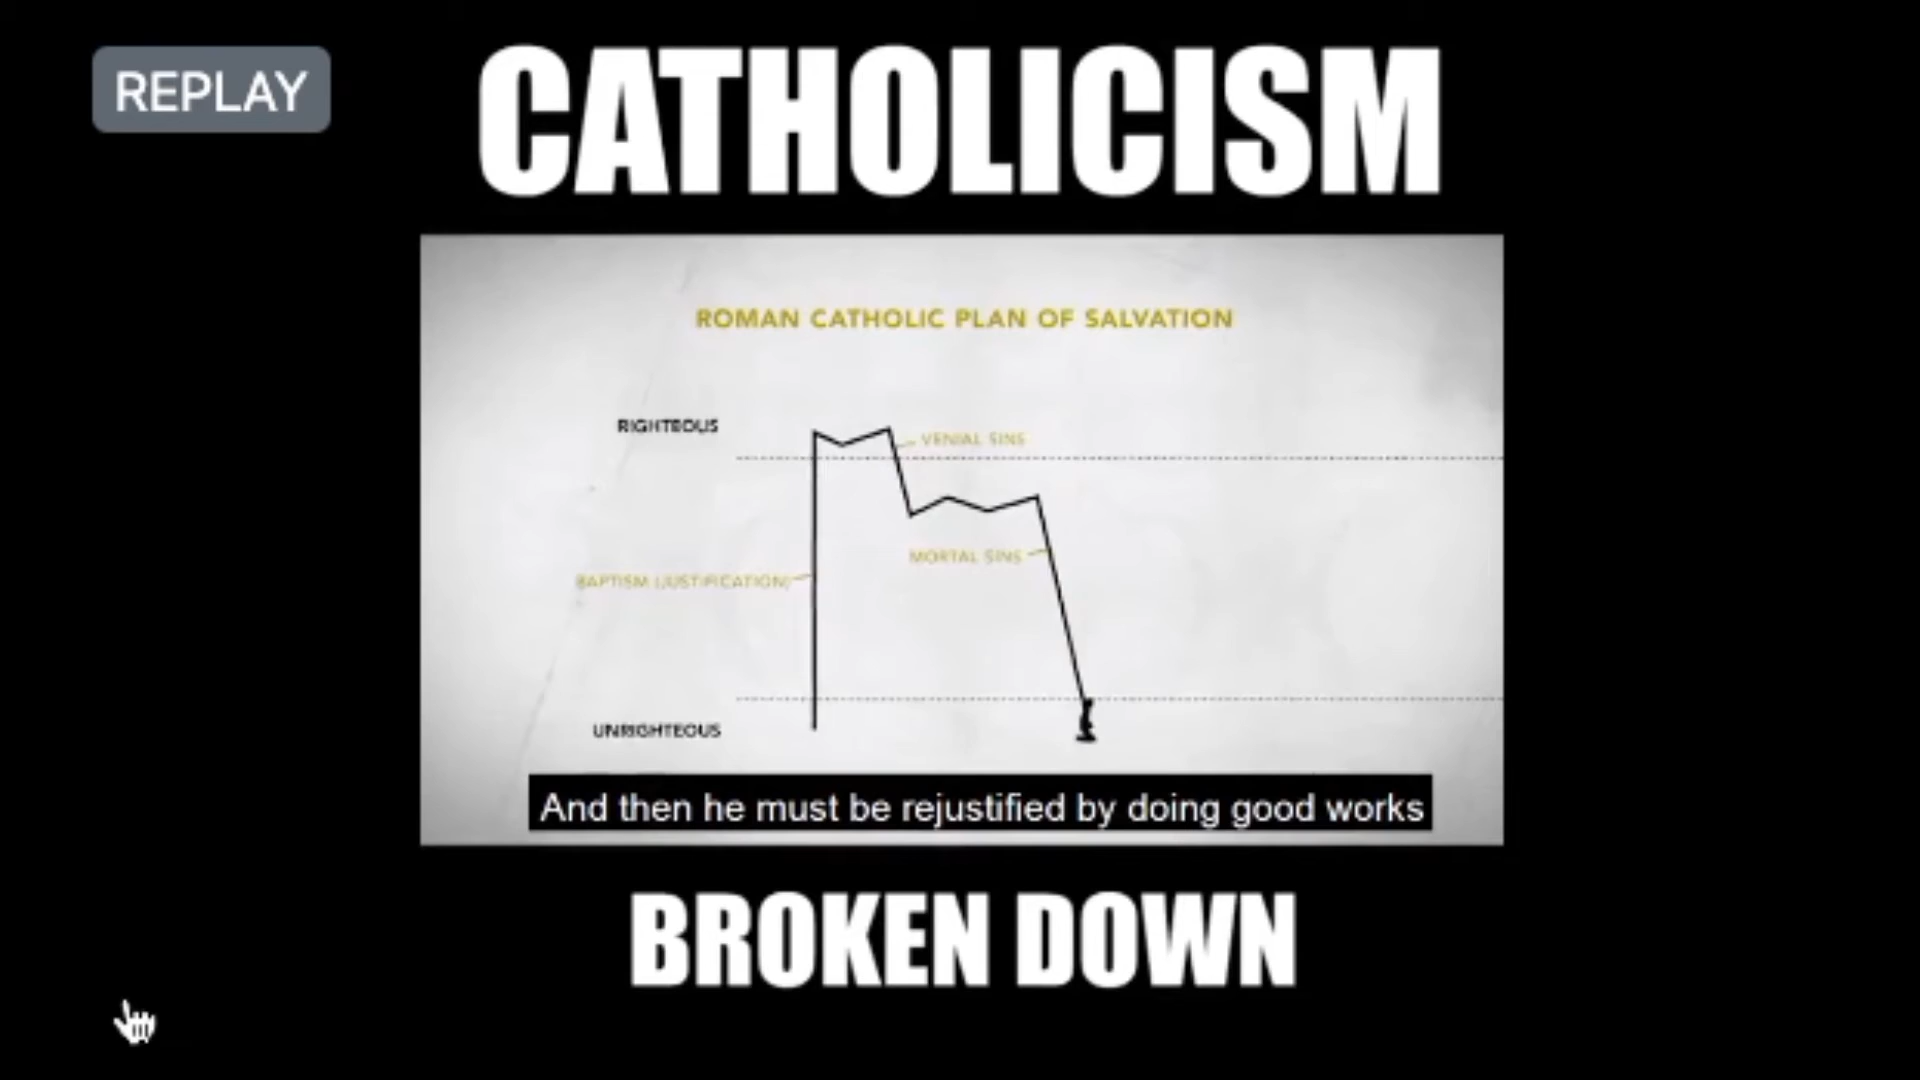 REPLAY
CATHOLICISM
ROMAN CATHOLIC PLAN OF SALVATION
RIGHTEOUS
VENIAL SINS
MORTAL SINS
BAPTISM (JUSTIFICATION)
UNRIGHTEOUS
And then he must be rejustified by doing good works
BROKEN DOWN